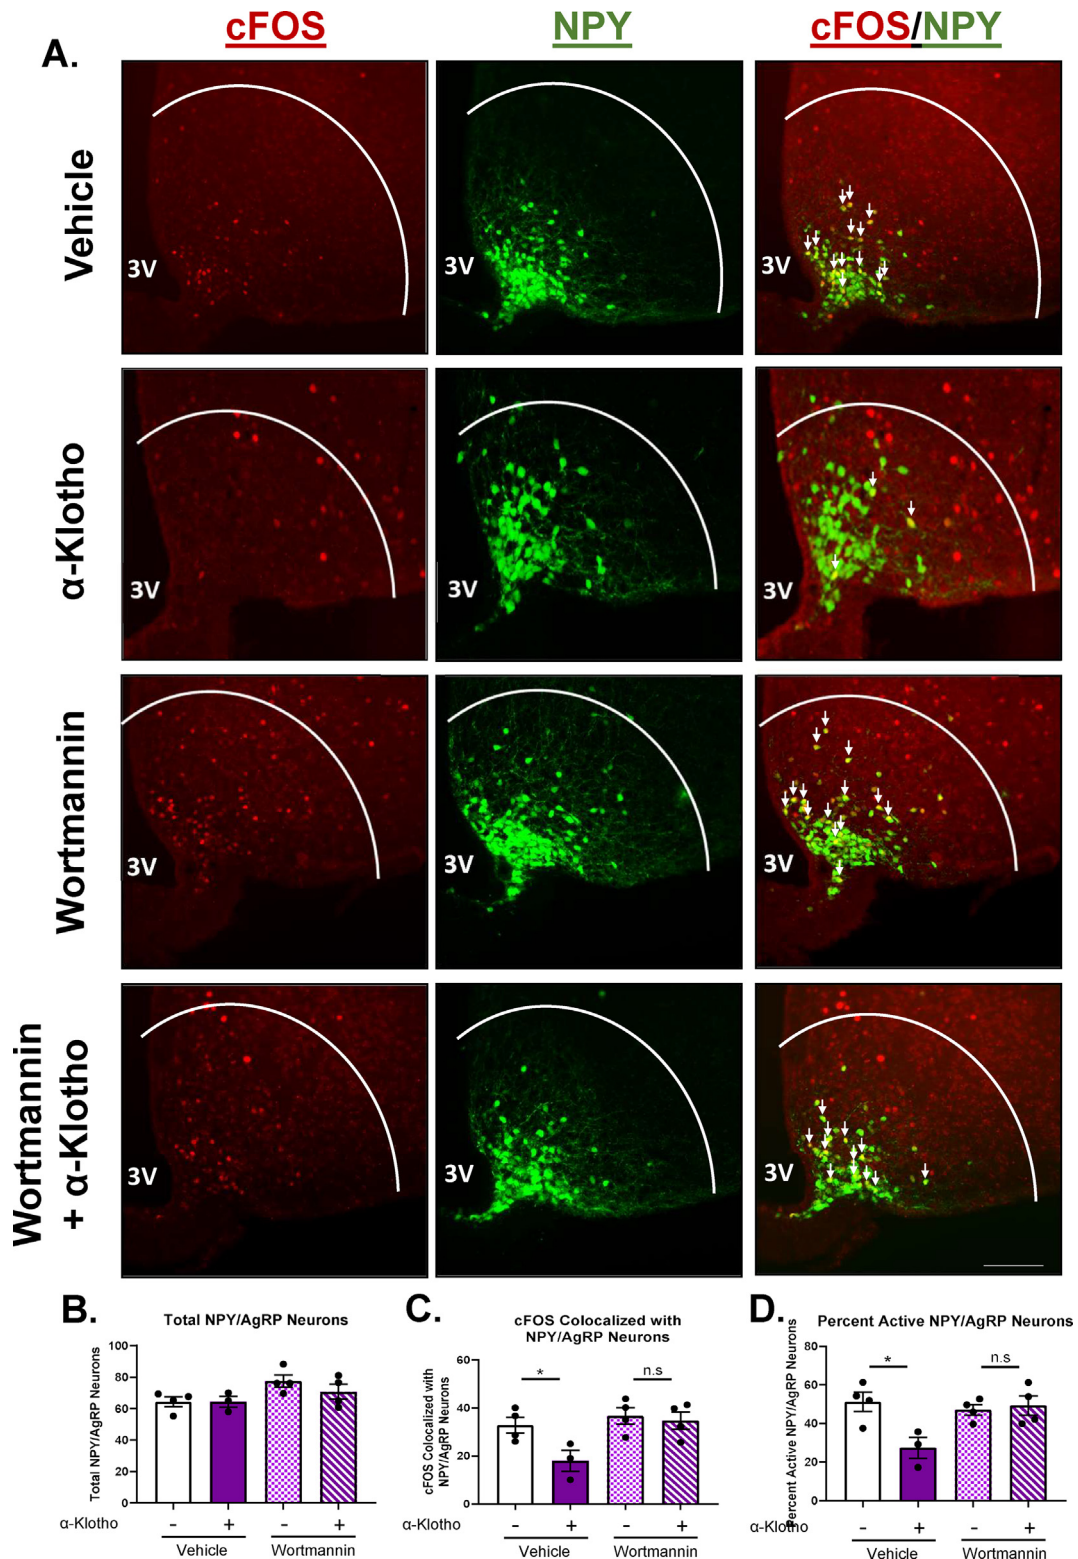 cFOS NPY cFOS/NPY
A.
Vehicle
3V 3V 3V
α-Klotho
3V 3V 3V
Wortmannin
3V 3V 3V
Wortmannin
+ α-Klotho
3V 3V 3V
B.
Total NPY/AgRP Neurons
Total NPY/AgRP Neurons
100
80
60
40
20
0
α-Klotho - + - +
Vehicle Wortmannin
C.
cFOS Colocalized with
NPY/AgRP Neurons
cFOS Colocalized with
NPY/AgRP Neurons
60
40
20
0
* n.s
α-Klotho - + - +
Vehicle Wortmannin
D.
Percent Active NPY/AgRP Neurons
Percent Active NPY/AgRP Neurons
80
60
40
20
0
* n.s
α-Klotho - + - +
Vehicle Wortmannin